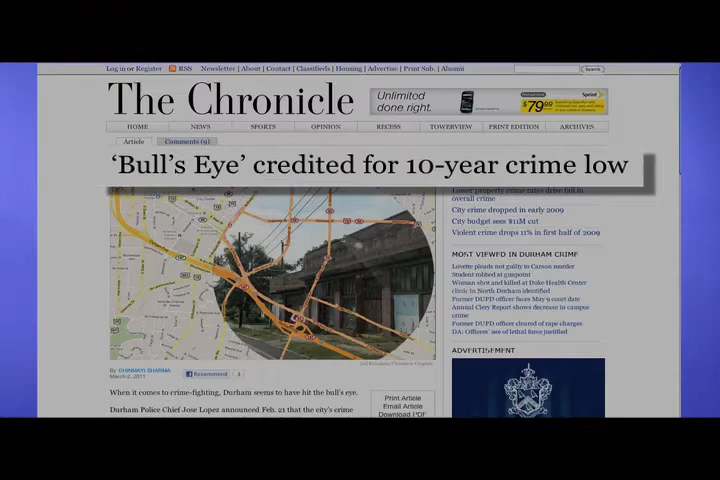 Log in or Register RSS Newsletter | About | Contact | Classifieds | Housing | Advertise | Print Sub. | Alumni Search
The Chronicle
Unlimited
done right.
Sprint
$79.99
HOME NEWS SPORTS OPINION RECESS TOWERVIEW PRINT EDITION ARCHIVES
Article Comments (9)
‘Bull’s Eye’ credited for 10-year crime low
Lower property crime rates drive fall in
overall crime
City crime dropped in early 2009
City budget sees $11M cut
Violent crime drops 11% in first half of 2009
MOST VIEWED IN DURHAM CRIME
Lovette pleads not guilty to Carson murder
Student robbed at gunpoint
Woman shot and killed at Duke Health Center
clinic in North Durham identified
Former DUPD officer faces May 9 court date
Annual Clery Report shows decrease in campus
crime
Former DUPD officer cleared of rape charges
DA: Officers' use of lethal force justified
ADVERTISEMENT
By CHINMAYI SHARMA
March 2, 2011
Recommend 3
When it comes to crime-fighting, Durham seems to have hit the bull's eye.
Durham Police Chief Jose Lopez announced Feb. 21 that the city's crime
Print Article
Email Article
Download PDF